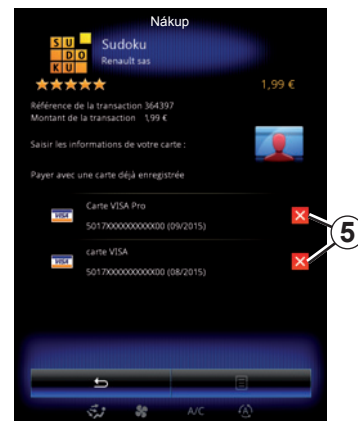 Nákup
SU
DO
KU
Sudoku
Renault sas
1,99 €
Référence de la transaction 364397
Montant de la transaction 1,99 €
Saisir les informations de votre carte :
Payer avec une carte déjà enregistrée
VISA
Carte VISA Pro
5017XXXXXXXXXX00 (09/2015)
5
VISA
carte VISA
5017XXXXXXXXXX00 (08/2015)
A/C
A